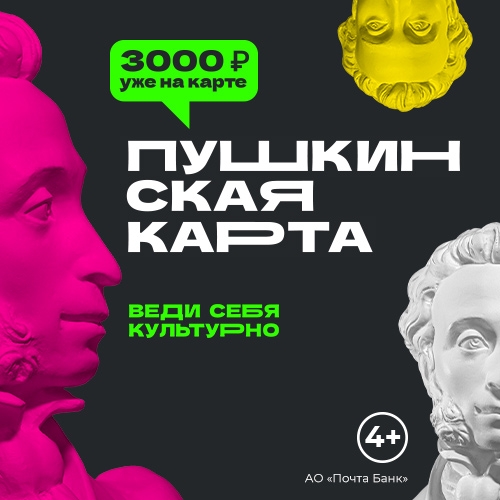 3000 ₽
уже на карте
ПУШКИН
СКАЯ
КАРТА
ВЕДИ СЕБЯ
КУЛЬТУРНО
4+
АО «Почта Банк»